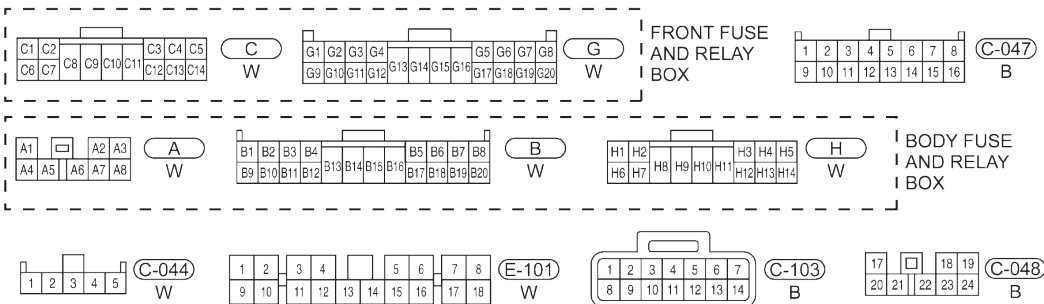 C1 C2 C3 C4 C5 C
C6 C7 C8 C9 C10 C11 C12 C13 C14 W
G1 G2 G3 G4 G5 G6 G7 G8 G
G9 G10 G11 G12 G13 G14 G15 G16 G17 G18 G19 G20 W
FRONT FUSE
AND RELAY
BOX
1 2 3 4 5 6 7 8 C-047
9 10 11 12 13 14 15 16 B
A1 A2 A3 A
A4 A5 A6 A7 A8 W
B1 B2 B3 B4 B5 B6 B7 B8 B
B9 B10 B11 B12 B13 B14 B15 B16 B17 B18 B19 B20 W
H1 H2 H3 H4 H5 H
H6 H7 H8 H9 H10 H11 H12 H13 H14 W
BODY FUSE
AND RELAY
BOX
1 2 3 4 5 C-044
W
1 2 3 4 5 6 7 8 E-101
9 10 11 12 13 14 15 16 17 18 W
1 2 3 4 5 6 7 C-103
8 9 10 11 12 13 14 B
17 18 19 C-048
20 21 22 23 24 B